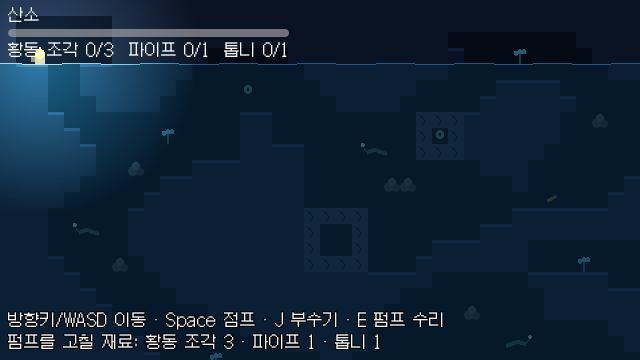 산소
황동 조각 0/3 파이프 0/1 톱니 0/1
방향키/WASD 이동 · Space 점프 · J 부수기 · E 펌프 수리
펌프를 고칠 재료: 황동 조각 3 · 파이프 1 · 톱니 1